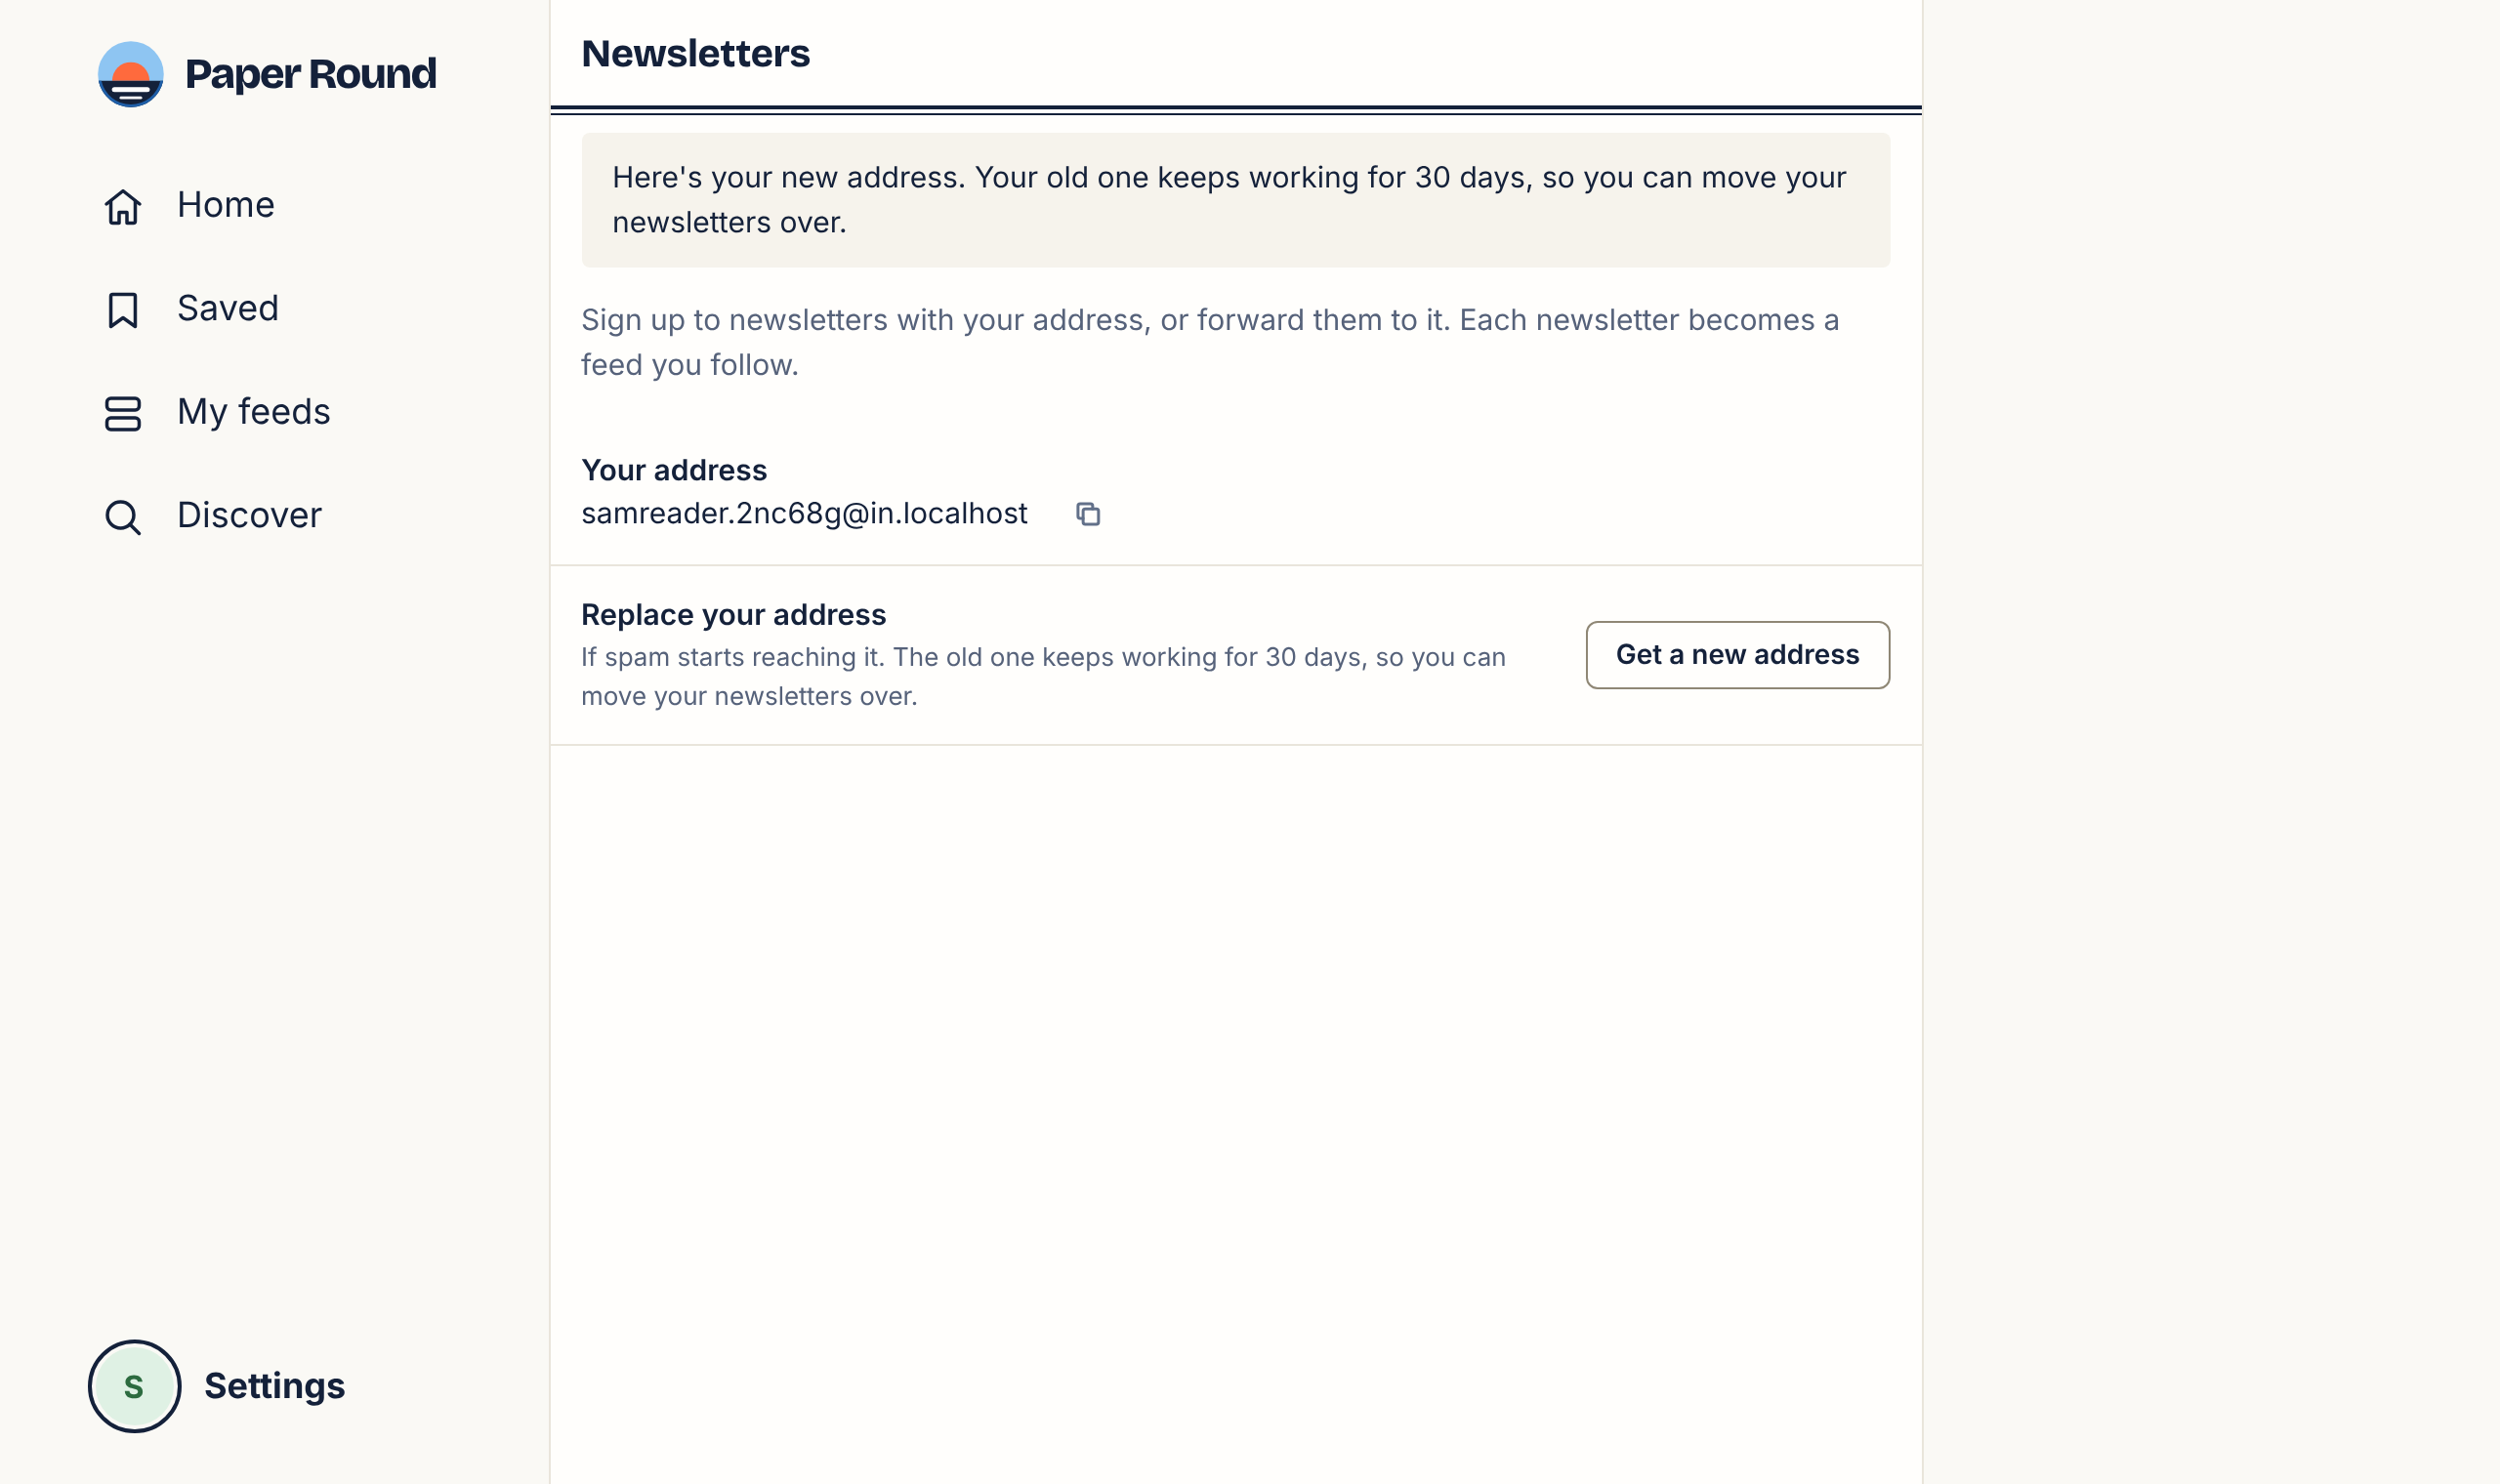 Paper Round
Home
Saved
My feeds
Discover
S
Settings
Newsletters
Here's your new address. Your old one keeps working for 30 days, so you can move your
newsletters over.
Sign up to newsletters with your address, or forward them to it. Each newsletter becomes a
feed you follow.
Your address
samreader.2nc68g@in.localhost
Replace your address
If spam starts reaching it. The old one keeps working for 30 days, so you can
move your newsletters over.
Get a new address